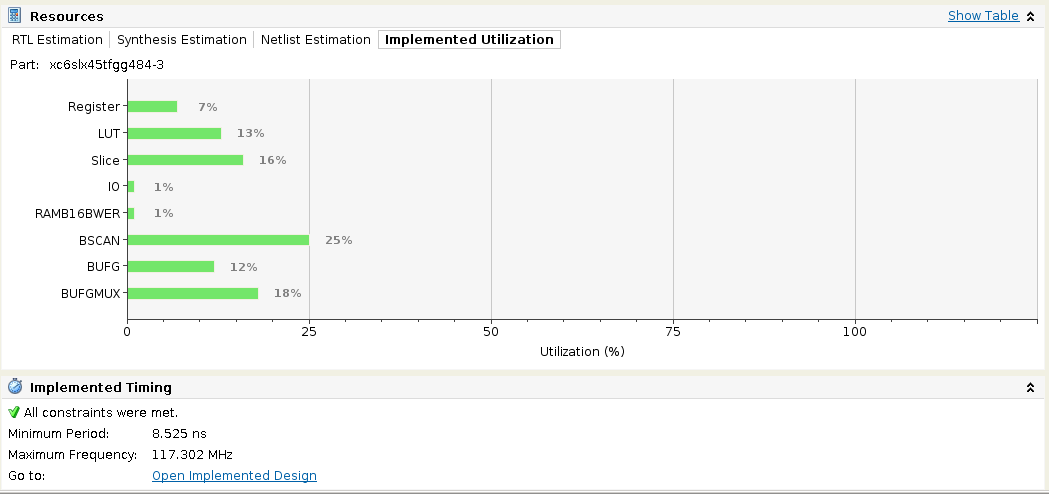 Resources Show Table
RTL Estimation Synthesis Estimation Netlist Estimation Implemented Utilization
Part: xc6slx45tfgg484-3
Register 7%
LUT 13%
Slice 16%
IO 1%
RAMB16BWER 1%
BSCAN 25%
BUFG 12%
BUFGMUX 18%
0 25 50 75 100
Utilization (%)
Implemented Timing
All constraints were met.
Minimum Period: 8.525 ns
Maximum Frequency: 117.302 MHz
Go to: Open Implemented Design